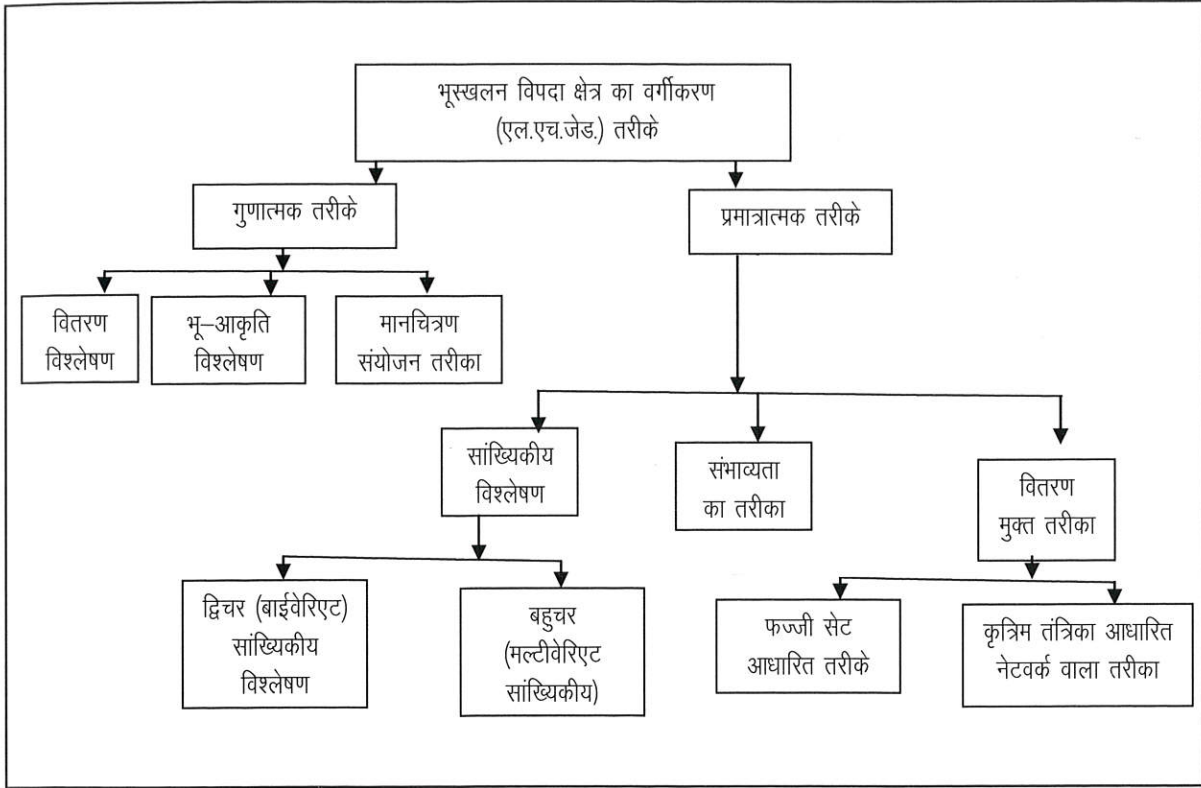 भूस्खलन विपदा क्षेत्र का वर्गीकरण
(एल.एच.जेड.) तरीके
गुणात्मक तरीके
प्रमात्रात्मक तरीके
वितरण
विश्लेषण
भू–आकृति
विश्लेषण
मानचित्रण
संयोजन तरीका
सांख्यिकीय
विश्लेषण
संभाव्यता
का तरीका
वितरण
मुक्त तरीका
द्विचर (बाईवेरिएट)
सांख्यिकीय
विश्लेषण
बहुचर
(मल्टीवेरिएट
सांख्यिकीय)
फज्जी सेट
आधारित तरीके
कृत्रिम तंत्रिका आधारित
नेटवर्क वाला तरीका